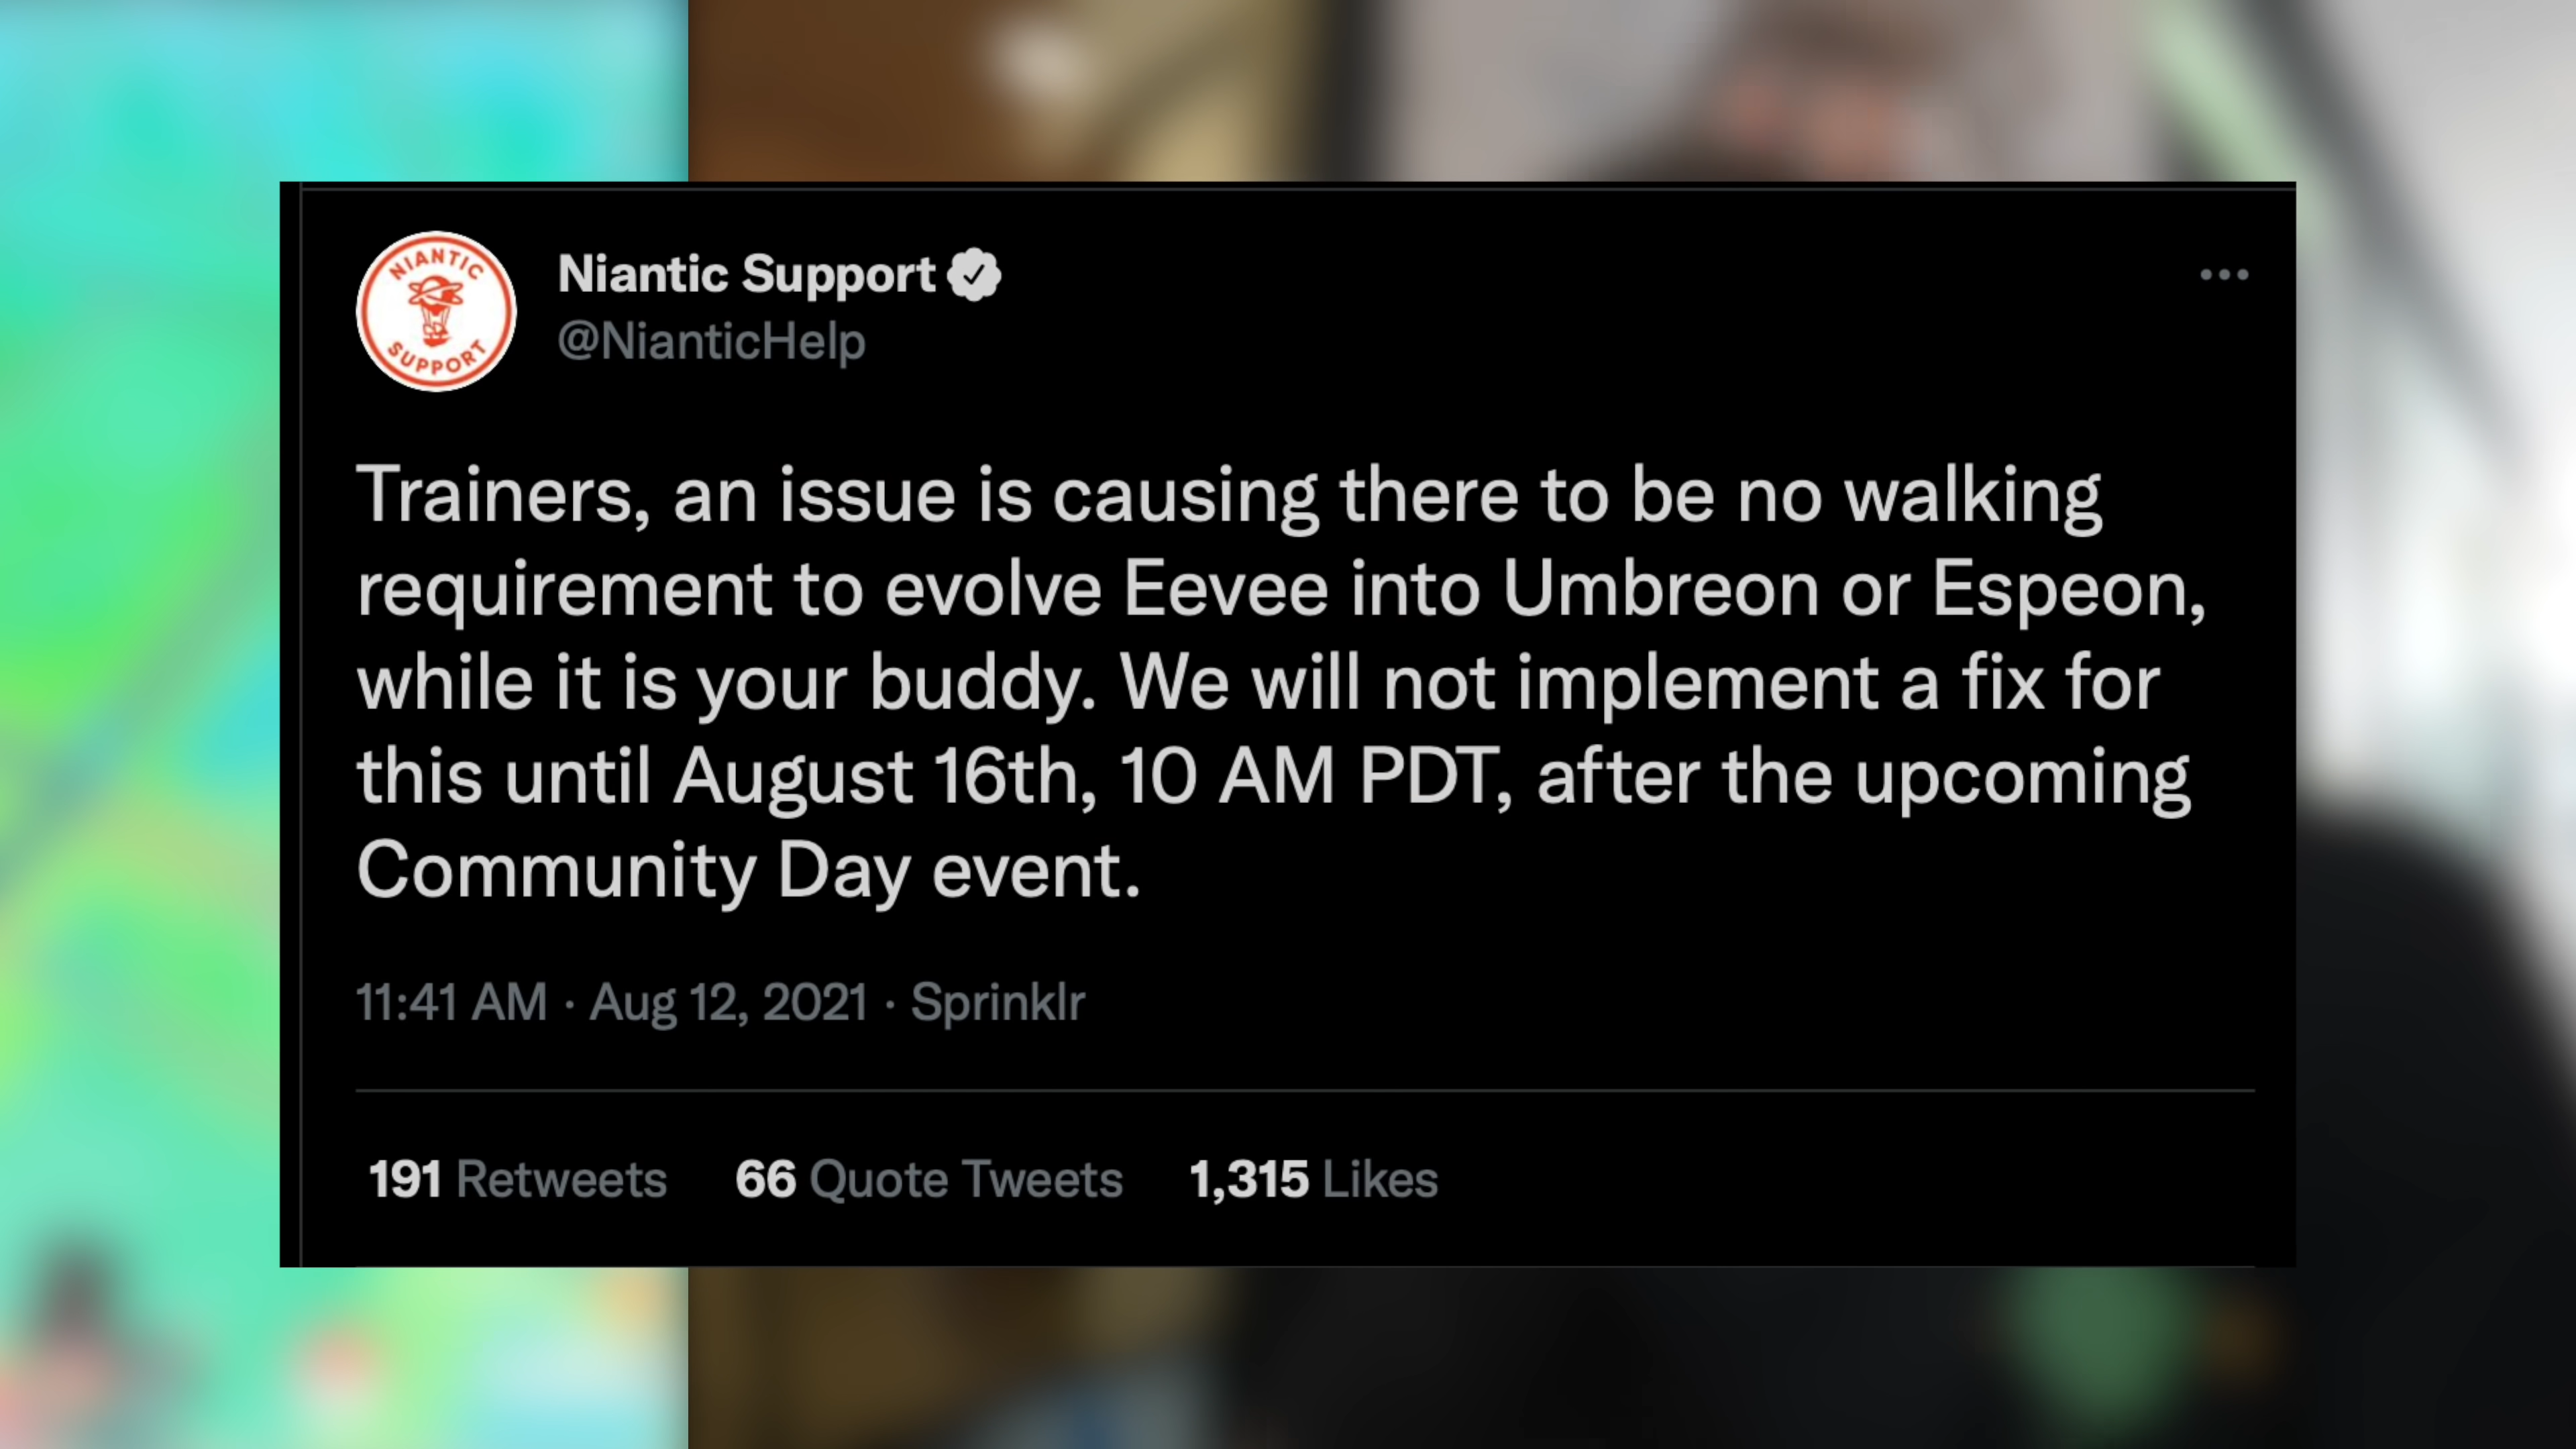 NIANTIC
SUPPORT
Niantic Support
@NianticHelp
Trainers, an issue is causing there to be no walking
requirement to evolve Eevee into Umbreon or Espeon,
while it is your buddy. We will not implement a fix for
this until August 16th, 10 AM PDT, after the upcoming
Community Day event.
11:41 AM · Aug 12, 2021 · Sprinklr
191 Retweets 66 Quote Tweets 1,315 Likes